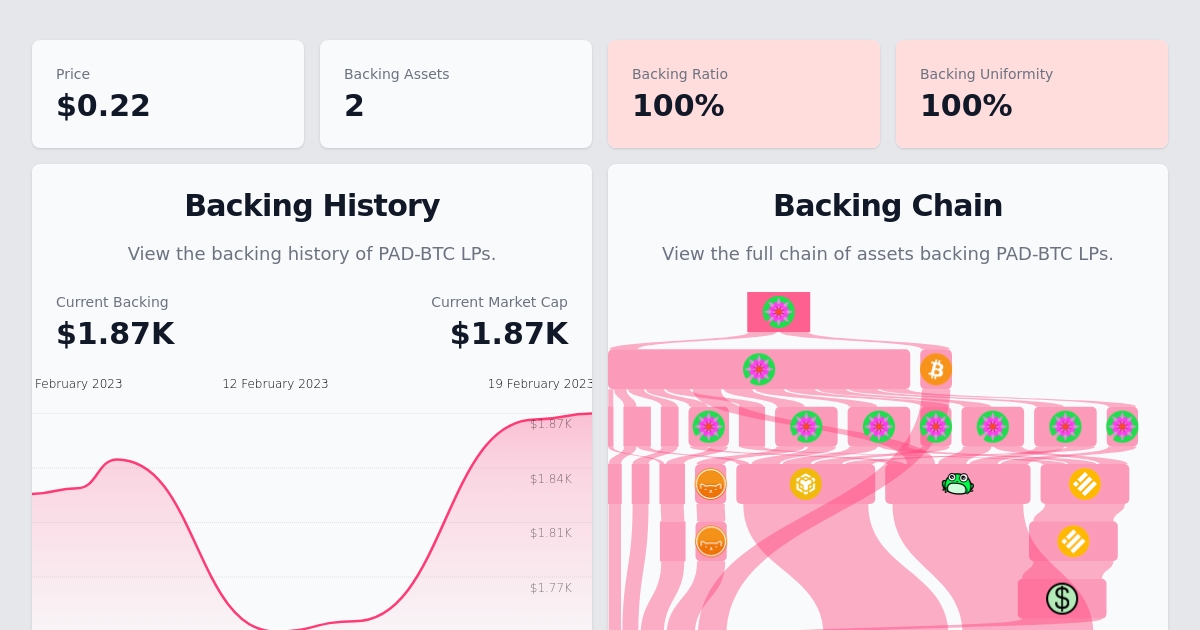 Price
$0.22
Backing Assets
2
Backing Ratio
100%
Backing Uniformity
100%
Backing History
View the backing history of PAD-BTC LPs.
Current Backing
$1.87K
Current Market Cap
$1.87K
February 2023
12 February 2023
19 February 2023
$1.87K
$1.84K
$1.81K
$1.77K
Backing Chain
View the full chain of assets backing PAD-BTC LPs.